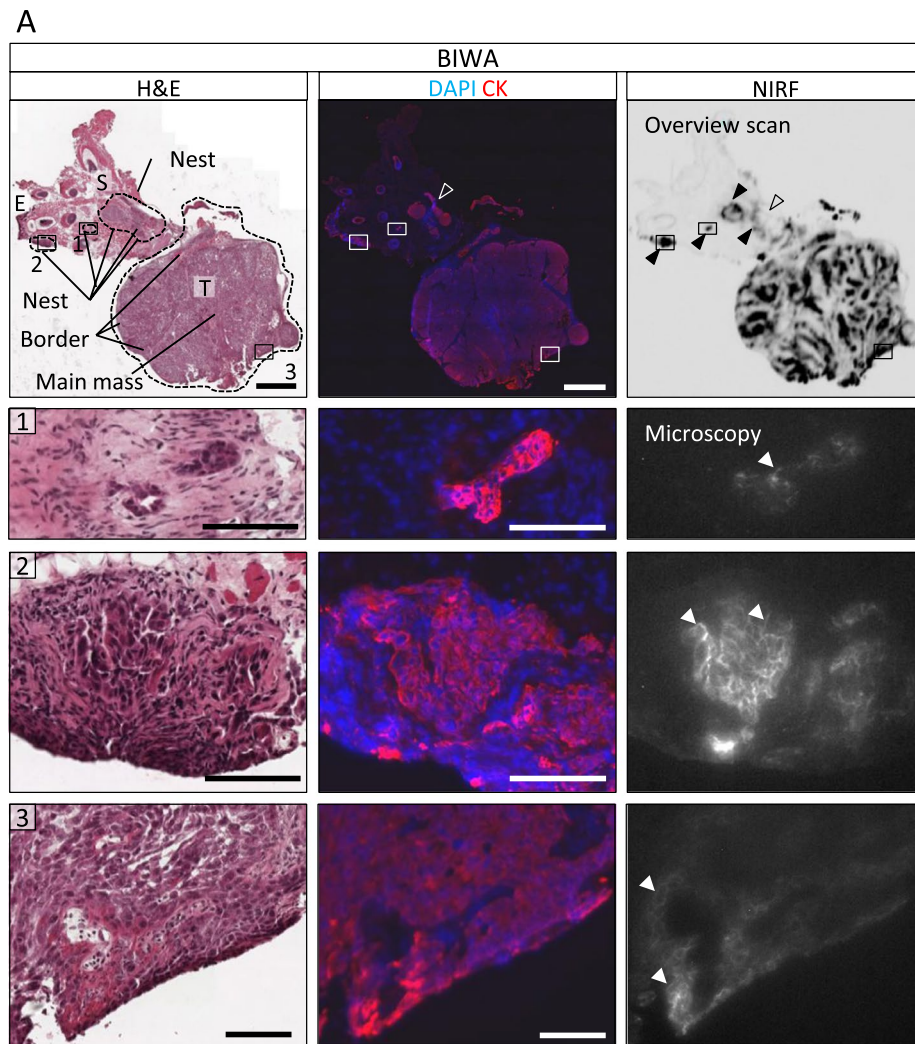 A
BIWA
H&E
DAPI CK
NIRF
Overview scan
Nest
S
E
1
2
T
Nest
Border
Main mass
3
1
Microscopy
2
3